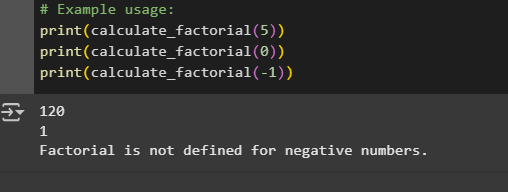 # Example usage:
print(calculate_factorial(5))
print(calculate_factorial(0))
print(calculate_factorial(-1))
120
1
Factorial is not defined for negative numbers.